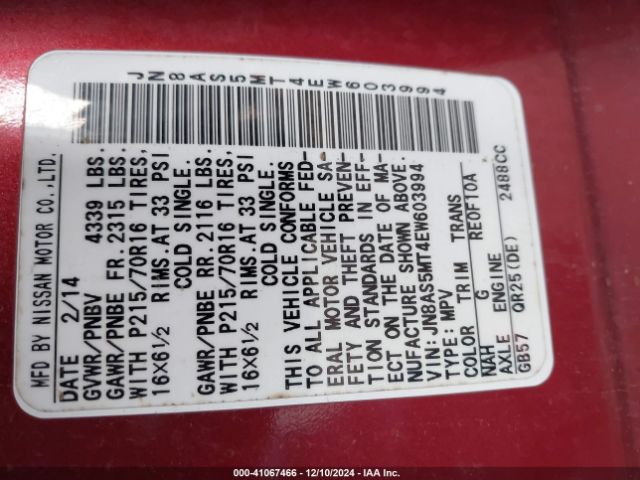 JN8AS5MT4EW603994
MFD BY NISSAN MOTOR CO.,LTD.
DATE 2/14
GVWR/PNBV 4339 LBS.
GAWR/PNBE FR.2315 LBS.
WITH P215/70R16 TIRES,
16X6½ RIMS.AT 33 PSI
COLD SINGLE.
GAWR/PNBE RR.2116 LBS.
WITH P215/70R16 TIRES,
16X6½ RIMS.AT 33 PSI
COLD SINGLE.
THIS VEHICLE CONFORMS
TO ALL APPLICABLE FED-
ERAL MOTOR VEHICLE SA-
FETY AND THEFT PREVEN-
TION STANDARDS IN EFF-
ECT ON THE DATE OF MA-
NUFACTURE SHOWN ABOVE.
VIN:JN8AS5MT4EW603994
TYPE:MPV
COLOR TRIM TRANS
NAH G RE0F10A
AXLE ENGINE 2488CC
GB57 QR25(DE)
000-41067466 - 12/10/2024 - IAA Inc.